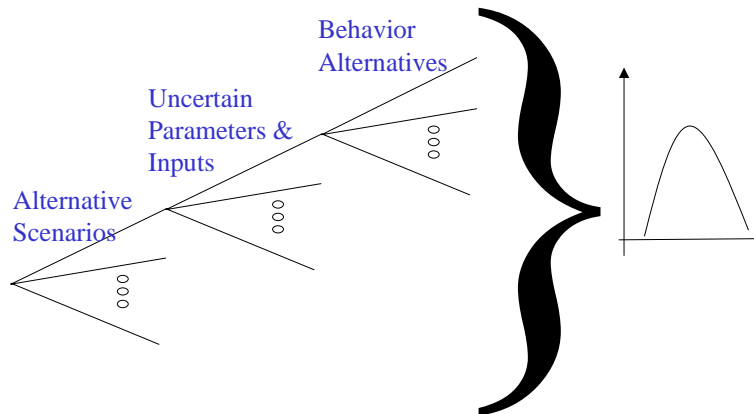 Behavior
Alternatives
Uncertain
Parameters &
Inputs
Alternative
Scenarios